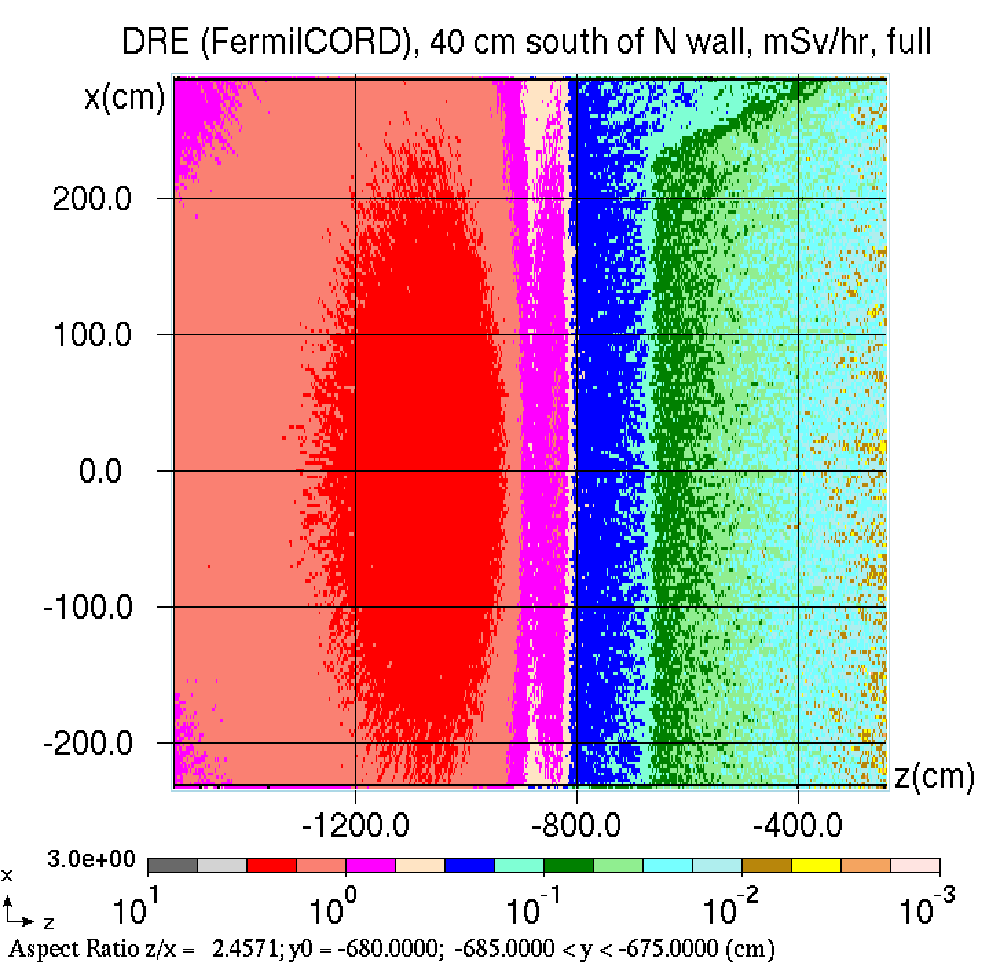 DRE (FermilCORD), 40 cm south of N wall, mSv/hr, full
x(cm)
200.0
100.0
0.0
-100.0
-200.0
z(cm)
-1200.0 -800.0 -400.0
3.0e+00
10^1 10^0 10^-1 10^-2 10^-3
x
z
Aspect Ratio z/x = 2.4571; y0 = -680.0000; -685.0000 < y < -675.0000 (cm)